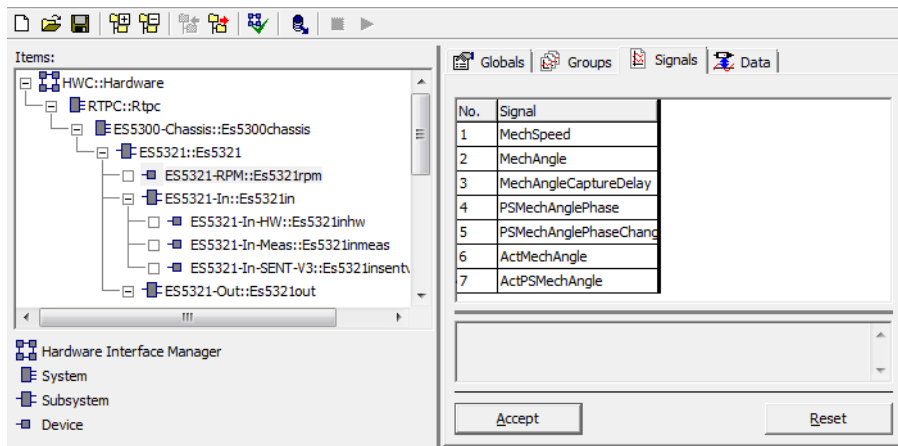 Items:
HWC::Hardware
RTPC::Rtpc
ES5300-Chassis::Es5300chassis
ES5321::Es5321
ES5321-RPM::Es5321rpm
ES5321-In::Es5321in
ES5321-In-HW::Es5321inhw
ES5321-In-Meas::Es5321inmeas
ES5321-In-SENT-V3::Es5321insent
ES5321-Out::Es5321out
Hardware Interface Manager
System
Subsystem
Device
Globals Groups Signals Data
No. Signal
1 MechSpeed
2 MechAngle
3 MechAngleCaptureDelay
4 PSMechAnglePhase
5 PSMechAnglePhaseChang
6 ActMechAngle
7 ActPSMechAngle
Accept Reset